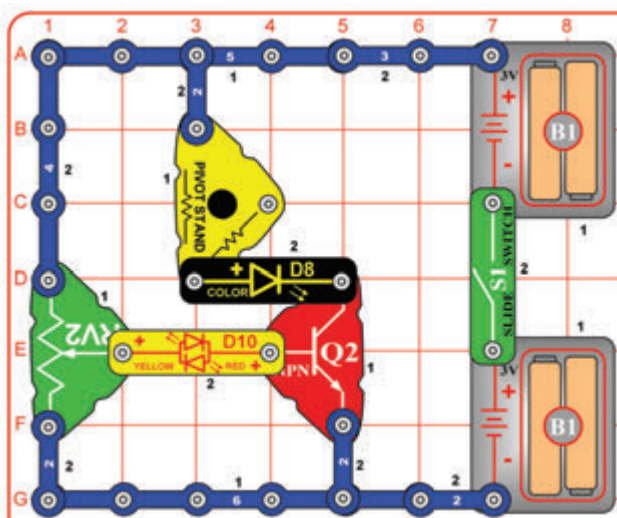 1 2 3 4 5 6 7 8
A 5 3
1 2
2 2 3V
+ B1
B
4 2 1 PIVOT STAND -
C
1
2 S1 SLIDE SWITCH 2
D + D8
COLOR
1 1
RV2 + D10 Q2
E
YELLOW RED + NPN 3V
2 1
+ B1
F
2 2 2 2 -
1 2
G 6 2
1